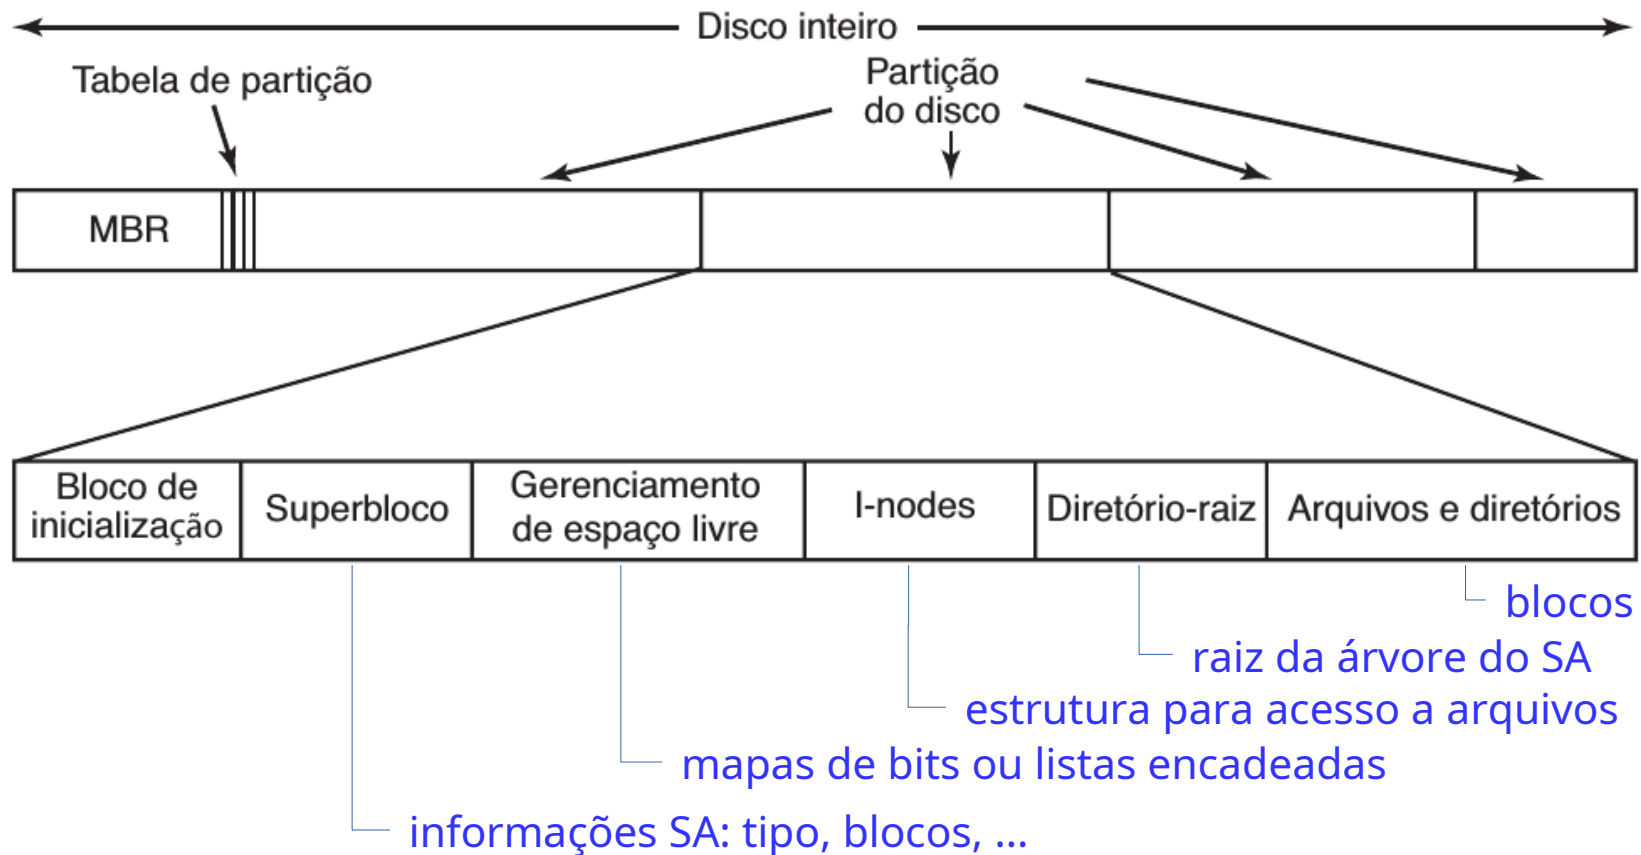 Disco inteiro
Tabela de partição
Partição
do disco
MBR
Bloco de
inicialização
Superbloco
Gerenciamento
de espaço livre
I-nodes
Diretório-raiz
Arquivos e diretórios
blocos
raiz da árvore do SA
estrutura para acesso a arquivos
mapas de bits ou listas encadeadas
informações SA: tipo, blocos, ...